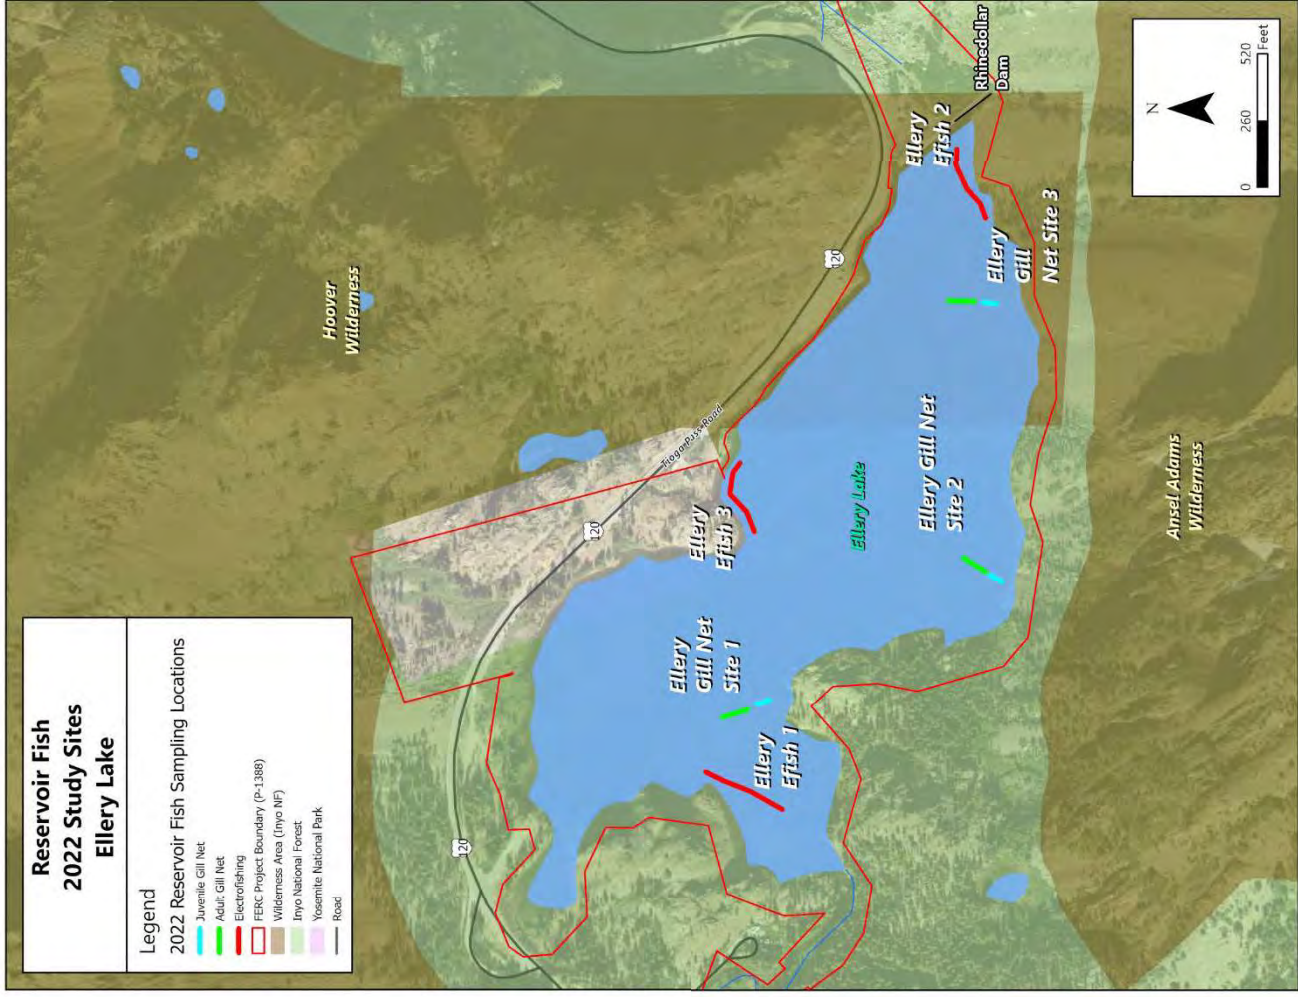 Reservoir Fish
2022 Study Sites
Ellery Lake
Legend
2022 Reservoir Fish Sampling Locations
Juvenile Gill Net
Adult Gill Net
Electrofishing
FERC Project Boundary (P-1388)
Wilderness Area (Inyo NF)
Inyo National Forest
Yosemite National Park
Road
Hoover
Wilderness
120
120
120
Tioga Pass Road
Ellery
Efish 3
Ellery
Gill Net
Site 1
Ellery
Efish 1
Ellery Lake
Ellery Gill Net
Site 2
Ellery
Efish 2
Rhinedollar
Dam
Ellery
Gill
Net Site 3
Ansel Adams
Wilderness
N
0 260 520
Feet